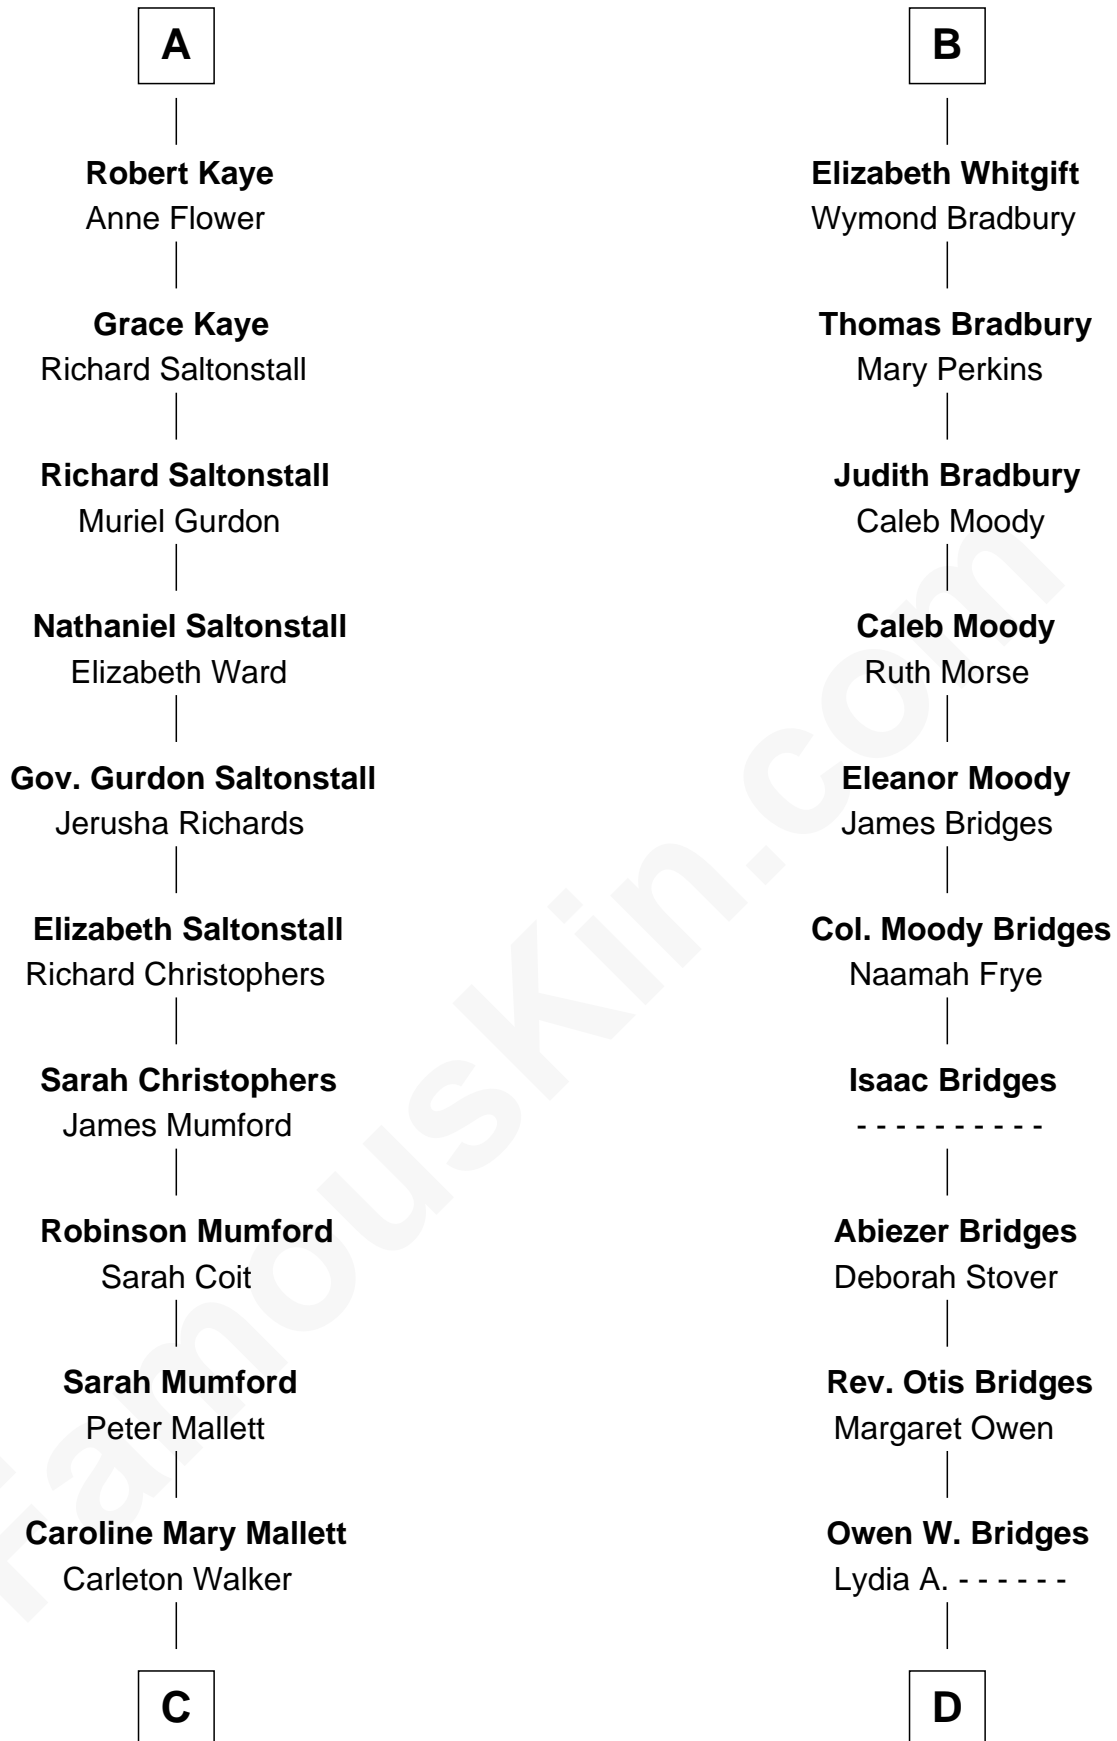 A
Robert Kaye
Anne Flower
Grace Kaye
Richard Saltonstall
Richard Saltonstall
Muriel Gurdon
Nathaniel Saltonstall
Elizabeth Ward
Gov. Gurdon Saltonstall
Jerusha Richards
Elizabeth Saltonstall
Richard Christophers
Sarah Christophers
James Mumford
Robinson Mumford
Sarah Coit
Sarah Mumford
Peter Mallett
Caroline Mary Mallett
Carleton Walker
C
B
Elizabeth Whitgift
Wymond Bradbury
Thomas Bradbury
Mary Perkins
Judith Bradbury
Caleb Moody
Caleb Moody
Ruth Morse
Eleanor Moody
James Bridges
Col. Moody Bridges
Naamah Frye
Isaac Bridges
- - - - - - - - - -
Abiezer Bridges
Deborah Stover
Rev. Otis Bridges
Margaret Owen
Owen W. Bridges
Lydia A. - - - - - -
D
FamousKin.com